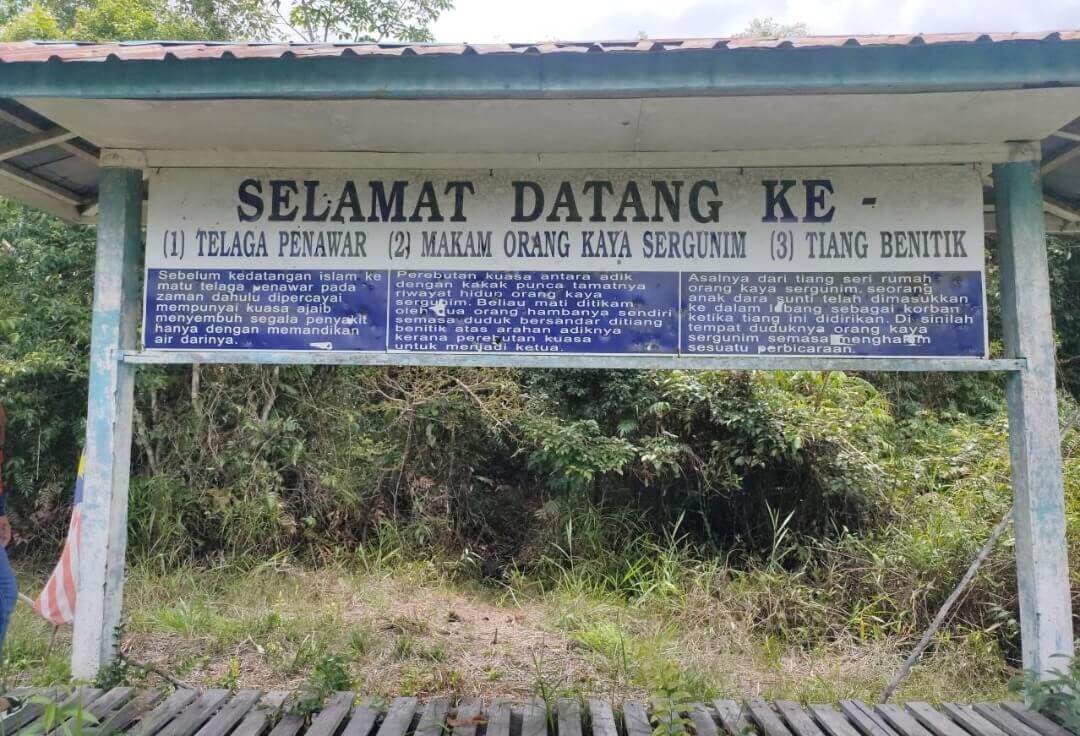 SELAMAT DATANG KE -
(1) TELAGA PENAWAR (2) MAKAM ORANG KAYA SERGUNIM (3) TIANG BENITIK
Sebelum kedatangan islam ke
matu telaga penawar pada
zaman dahulu dipercayai
mempunyai kuasa ajaib
menyembuh segala penyakit
hanya dengan memandikan
air darinya.
Perebutan kuasa antara adik
dengan kakak punca tamatnya
riwayat hidup orang kaya
sergunim. Beliau mati ditikam
oleh dua orang hambanya sendiri
semasa duduk bersandar ditiang
benitik atas arahan adiknya
kerana perebutan kuasa
untuk menjadi ketua.
Asalnya dari tiang seri rumah
orang kaya sergunim, seorang
anak dara sunti telah dimasukkan
ke dalam lubang sebagai korban
ketika tiang ini didirikan. Di sinilah
tempat duduknya orang kaya
sergunim semasa menghakim
sesuatu perbicaraan.